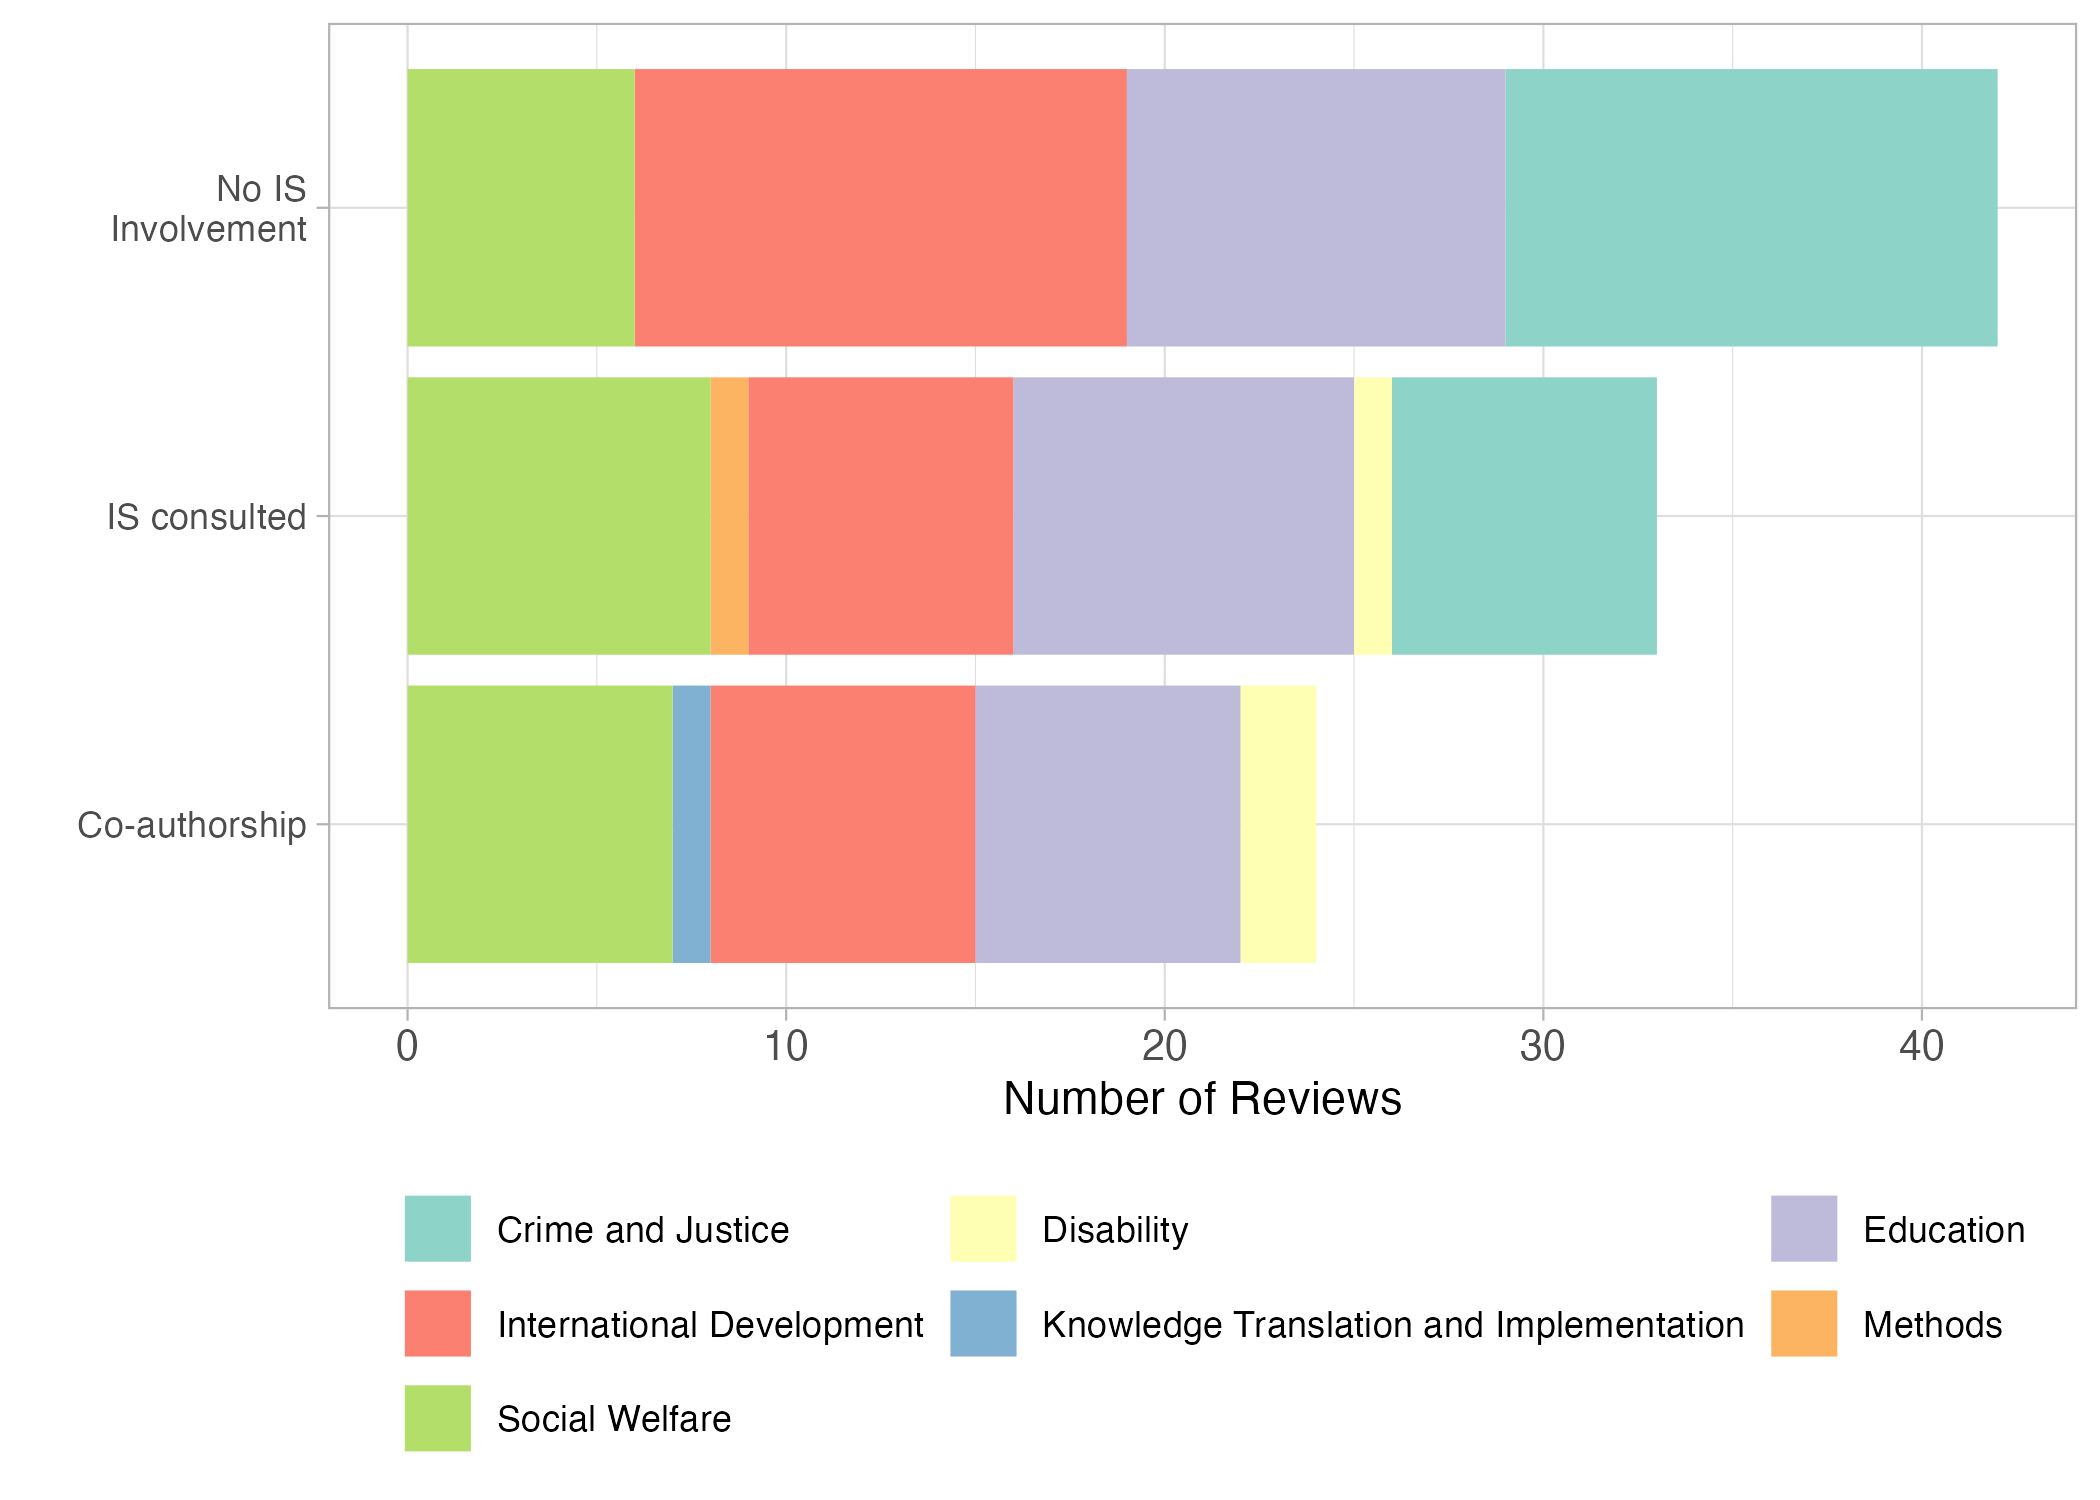 No IS
Involvement
IS consulted
Co-authorship
0 10 20 30 40
Number of Reviews
Crime and Justice Disability Education
International Development Knowledge Translation and Implementation Methods
Social Welfare